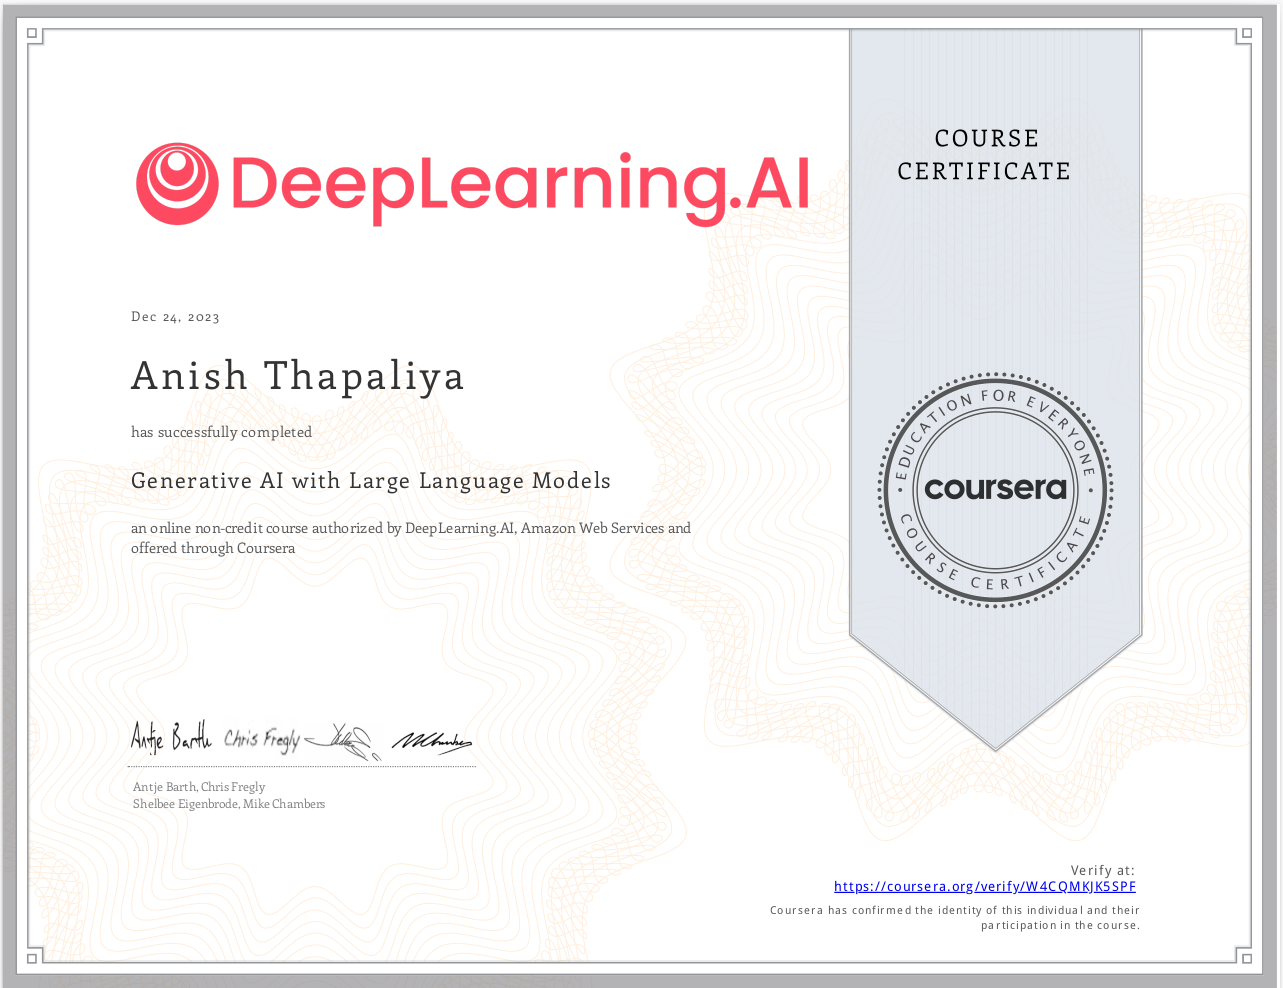 DeepLearning.AI
COURSE
CERTIFICATE
Dec 24, 2023
Anish Thapaliya
has successfully completed
Generative AI with Large Language Models
an online non-credit course authorized by DeepLearning.AI, Amazon Web Services and
offered through Coursera
EDUCATION FOR EVERYONE
coursera
COURSE CERTIFICATE
Antje Barth Chris Fregly
Antje Barth, Chris Fregly
Shelbee Eigenbrode, Mike Chambers
Verify at:
https://coursera.org/verify/W4CQMKJK5SPF
Coursera has confirmed the identity of this individual and their
participation in the course.